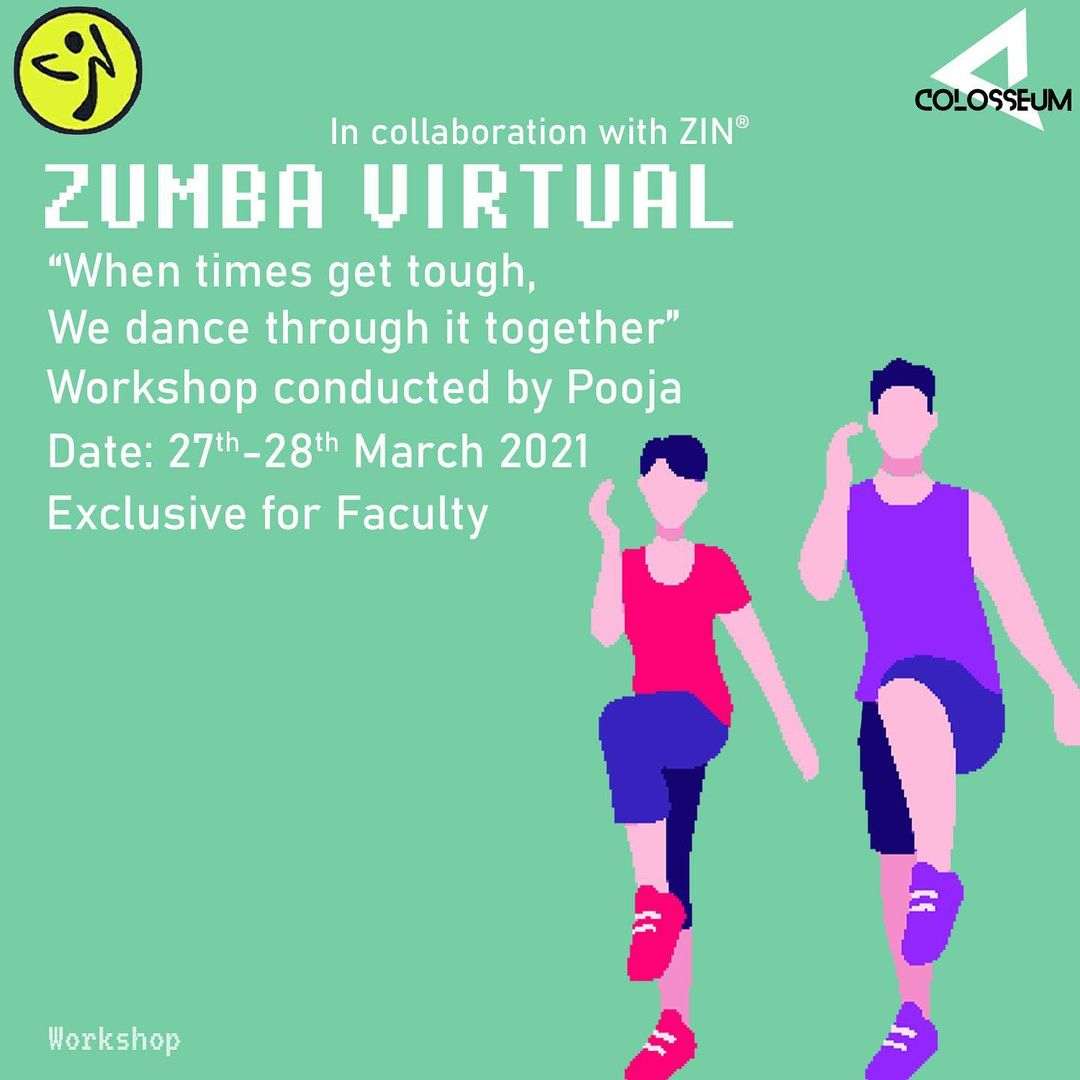 COLOSSEUM
In collaboration with ZIN®
ZUMBA VIRTUAL
“When times get tough,
We dance through it together”
Workshop conducted by Pooja
Date: 27th-28th March 2021
Exclusive for Faculty
Workshop